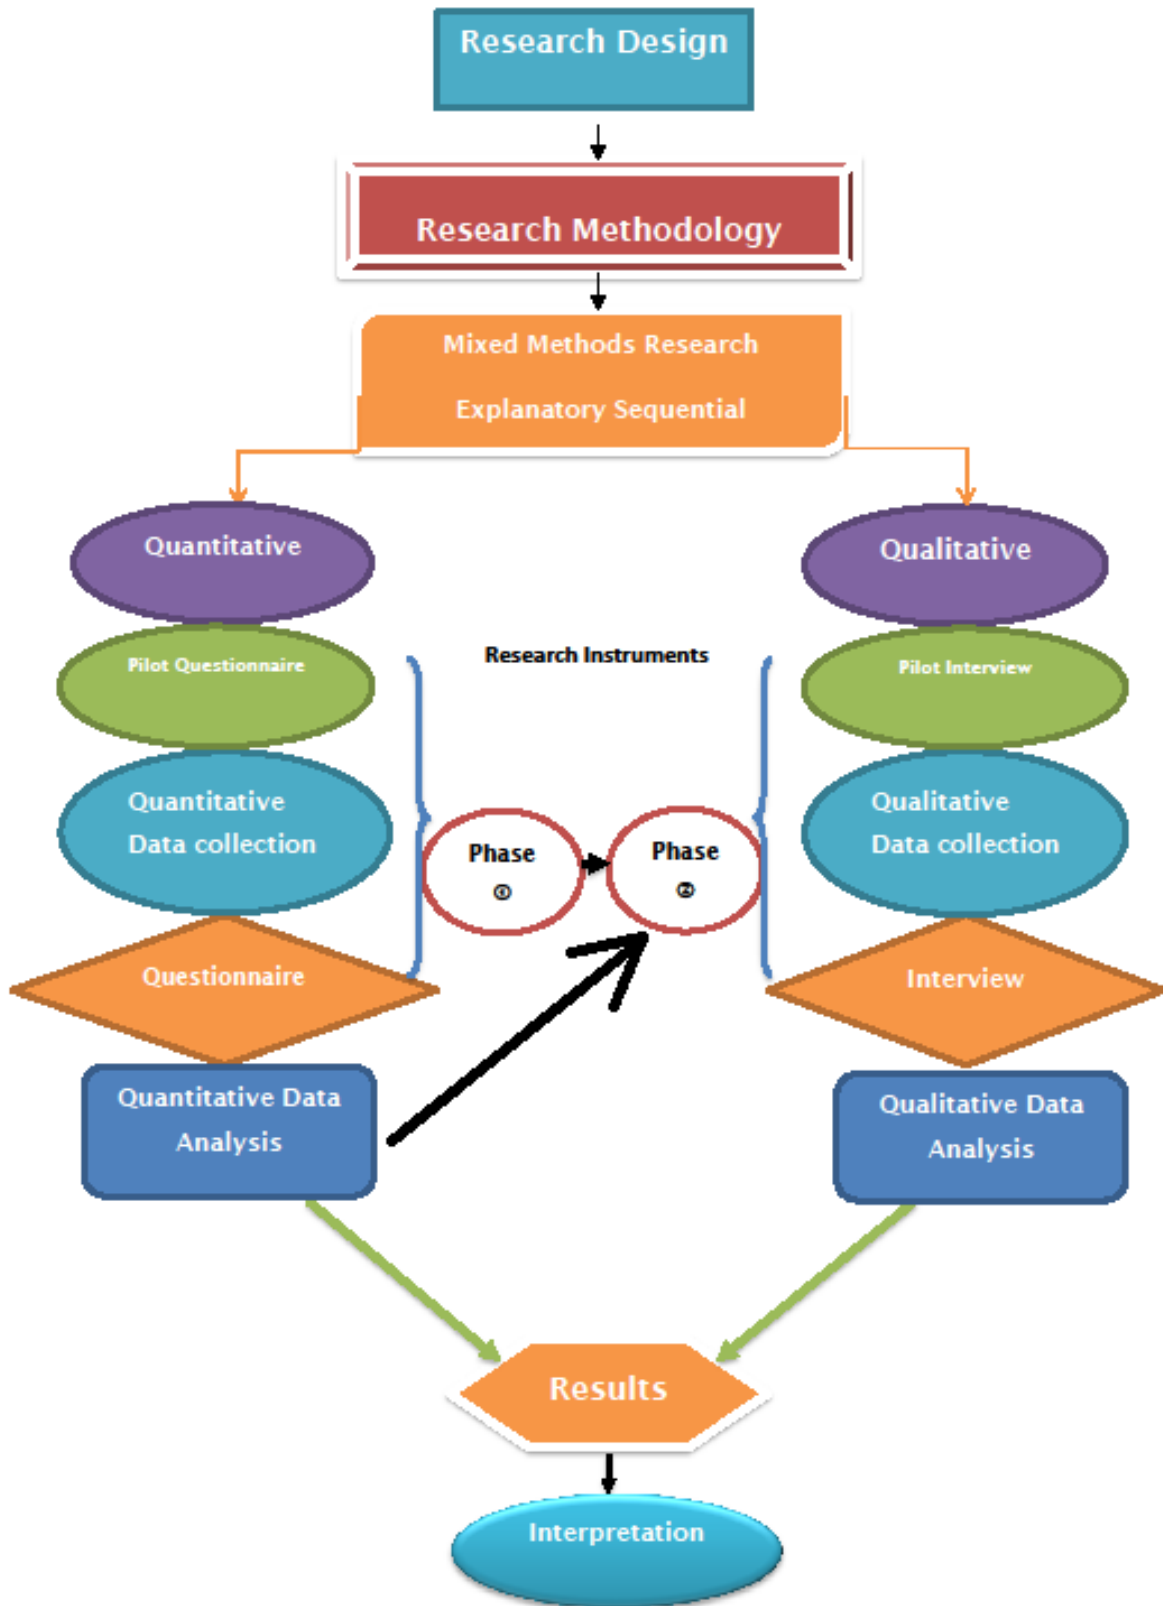 Research Design
Research Methodology
Mixed Methods Research
Explanatory Sequential
Quantitative
Qualitative
Pilot Questionnaire
Research Instruments
Pilot Interview
Quantitative
Data collection
Phase
①
Phase
②
Qualitative
Data collection
Questionnaire
Interview
Quantitative Data
Analysis
Qualitative Data
Analysis
Results
Interpretation